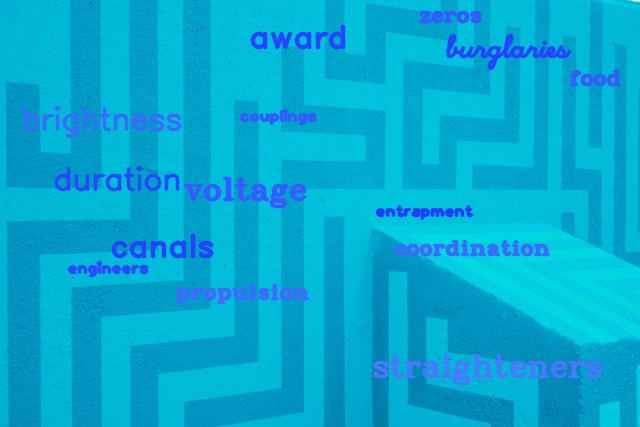 zeros
award
burglaries
food
couplings
brightness
duration
voltage
entrapment
canals
coordination
engineers
propulsion
straighteners